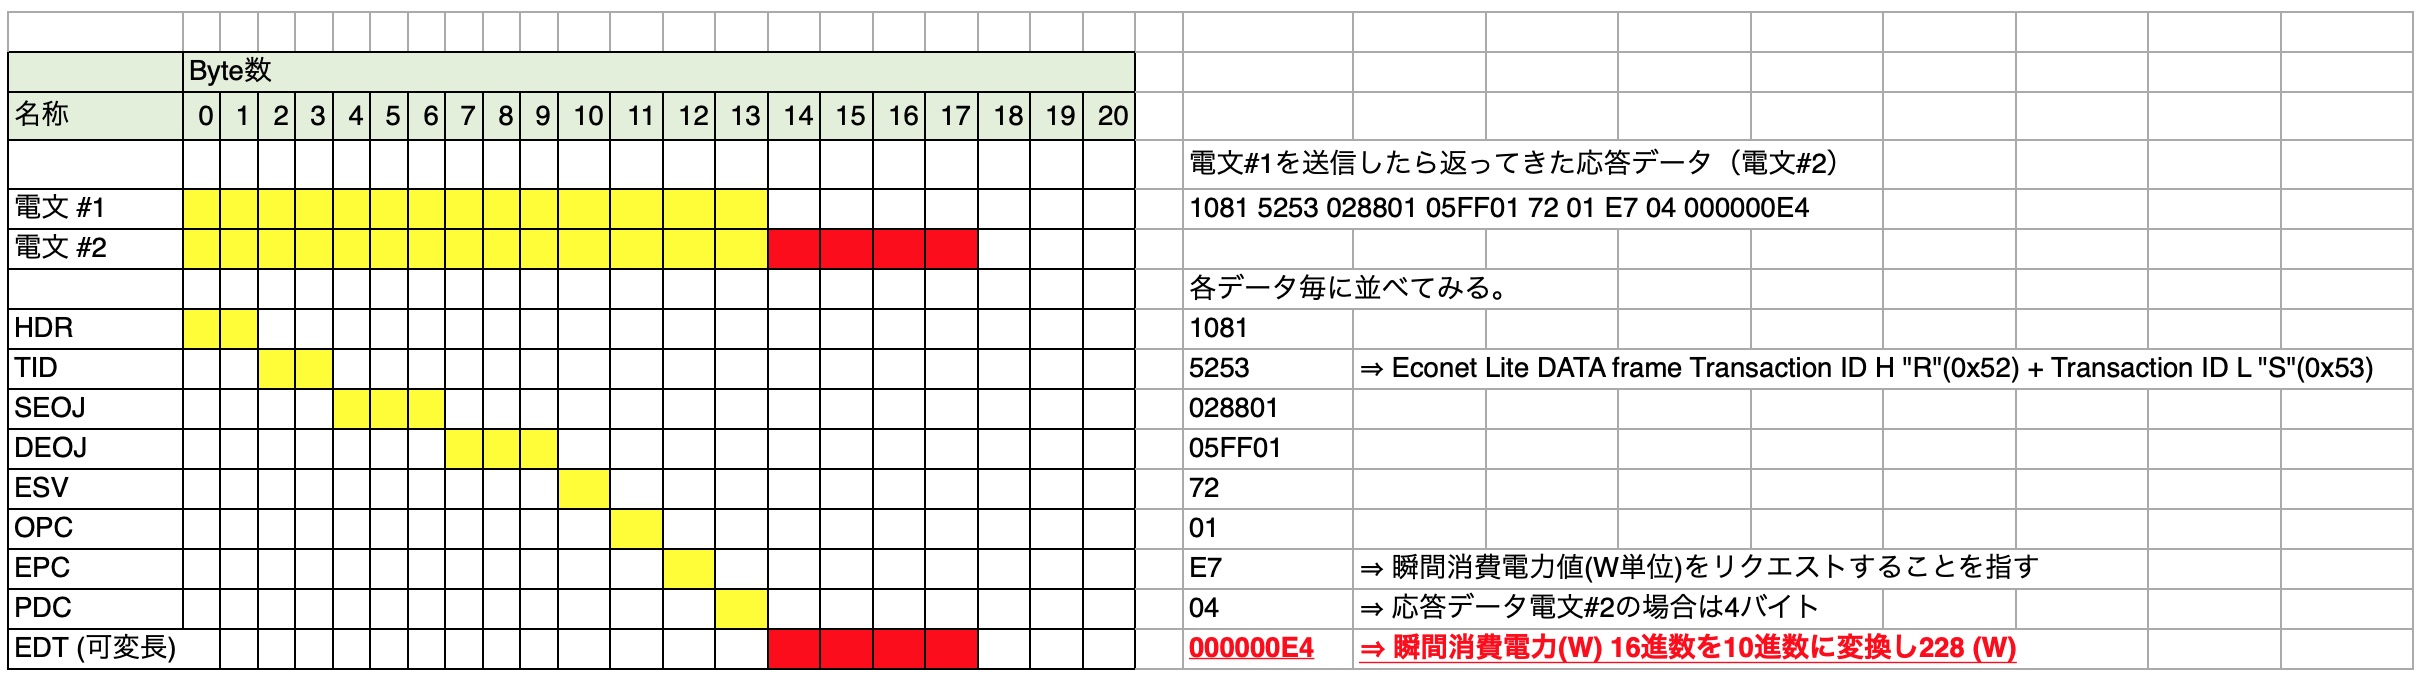 Byte数
名称 0 1 2 3 4 5 6 7 8 9 10 11 12 13 14 15 16 17 18 19 20
電文#1を送信したら返ってきた応答データ（電文#2）
電文 #1 1081 5253 028801 05FF01 72 01 E7 04 000000E4
電文 #2
各データ毎に並べてみる。
HDR 1081
TID 5253 ⇒ Econet Lite DATA frame Transaction ID H "R"(0x52) + Transaction ID L "S"(0x53)
SEOJ 028801
DEOJ 05FF01
ESV 72
OPC 01
EPC E7 ⇒ 瞬間消費電力値(W単位)をリクエストすることを指す
PDC 04 ⇒ 応答データ電文#2の場合は4バイト
EDT (可変長) 000000E4 ⇒ 瞬間消費電力(W) 16進数を10進数に変換し228 (W)